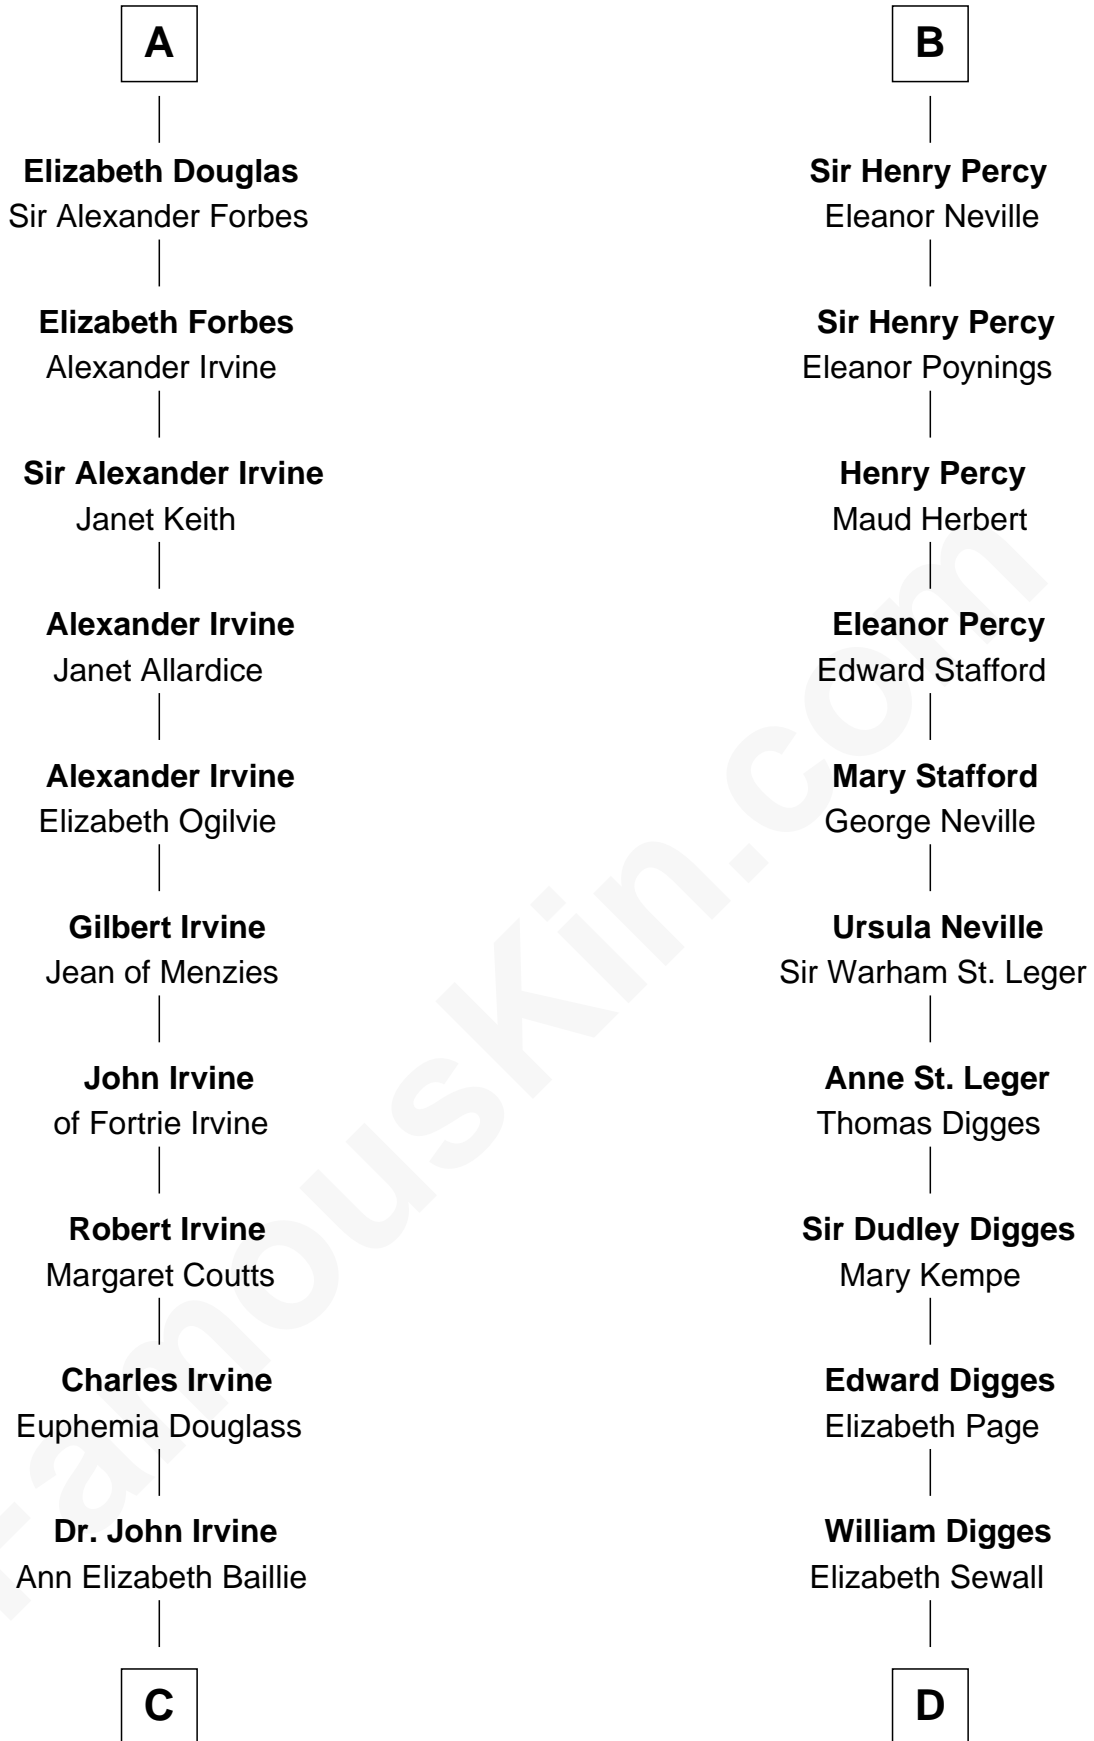 A
Elizabeth Douglas
Sir Alexander Forbes
Elizabeth Forbes
Alexander Irvine
Sir Alexander Irvine
Janet Keith
Alexander Irvine
Janet Allardice
Alexander Irvine
Elizabeth Ogilvie
Gilbert Irvine
Jean of Menzies
John Irvine
of Fortrie Irvine
Robert Irvine
Margaret Coutts
Charles Irvine
Euphemia Douglass
Dr. John Irvine
Ann Elizabeth Baillie
C
B
Sir Henry Percy
Eleanor Neville
Sir Henry Percy
Eleanor Poynings
Henry Percy
Maud Herbert
Eleanor Percy
Edward Stafford
Mary Stafford
George Neville
Ursula Neville
Sir Warham St. Leger
Anne St. Leger
Thomas Digges
Sir Dudley Digges
Mary Kempe
Edward Digges
Elizabeth Page
William Digges
Elizabeth Sewall
D
FamousKin.com